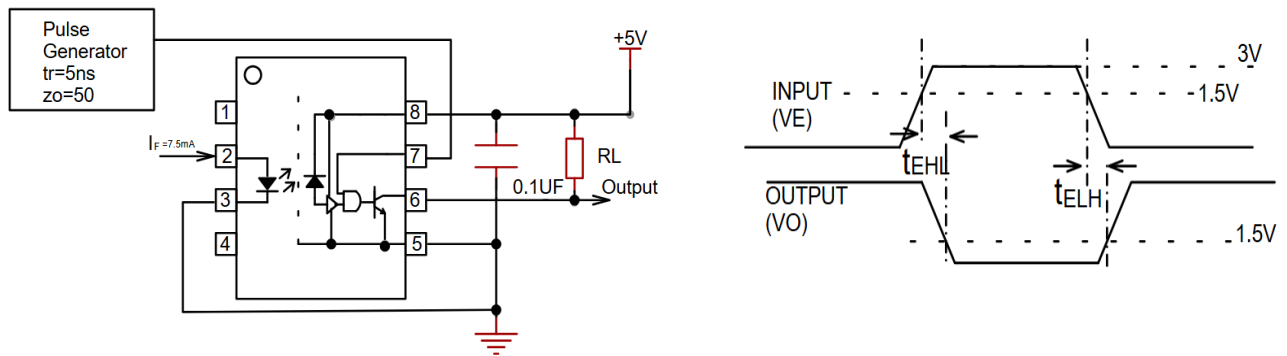 Pulse
Generator
tr=5ns
zo=50
+5V
1
8
IF =7.5mA
2
7
RL
0.1UF
Output
3
6
4
5
3V
INPUT
(VE)
1.5V
tEHL
OUTPUT
(VO)
tELH
1.5V